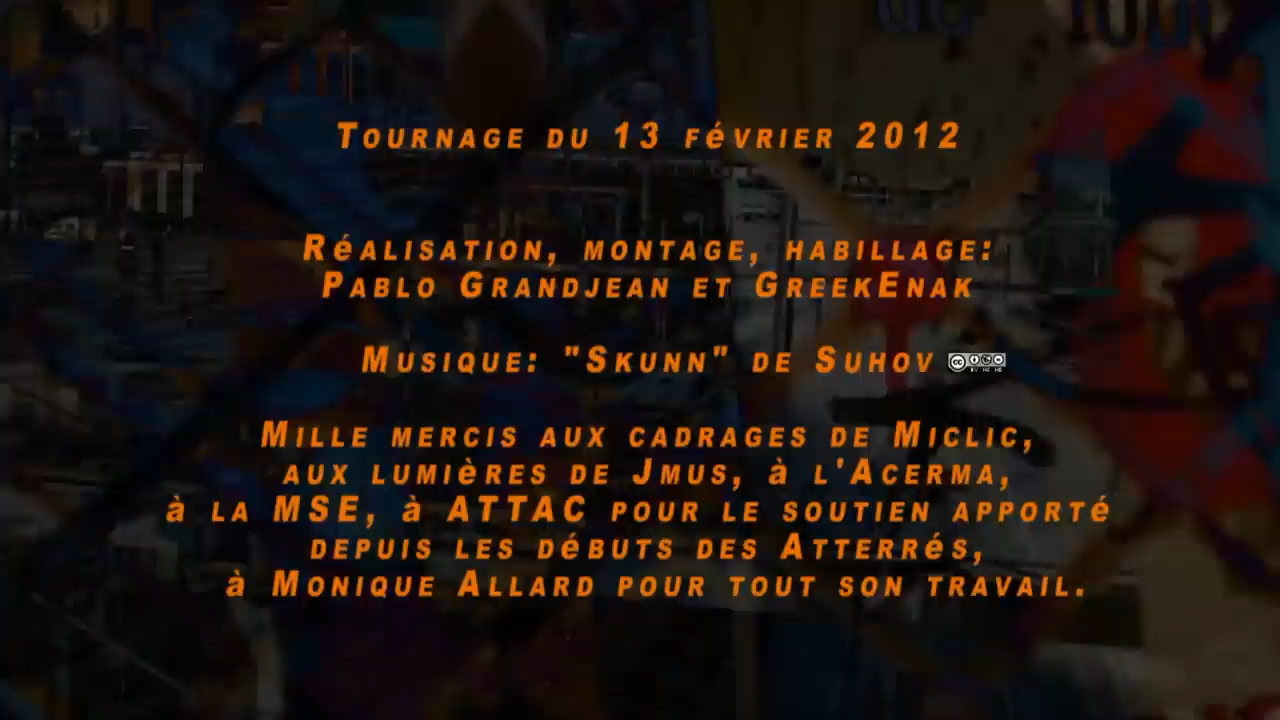 Tournage du 13 février 2012
Réalisation, montage, habillage:
Pablo Grandjean et GreekEnak
Musique: "Skunn" de Suhov
Mille mercis aux cadrages de Miclic,
aux lumières de Jmus, à l'Acerma,
à la MSE, à ATTAC pour le soutien apporté
depuis les débuts des Atterrés,
à Monique Allard pour tout son travail.